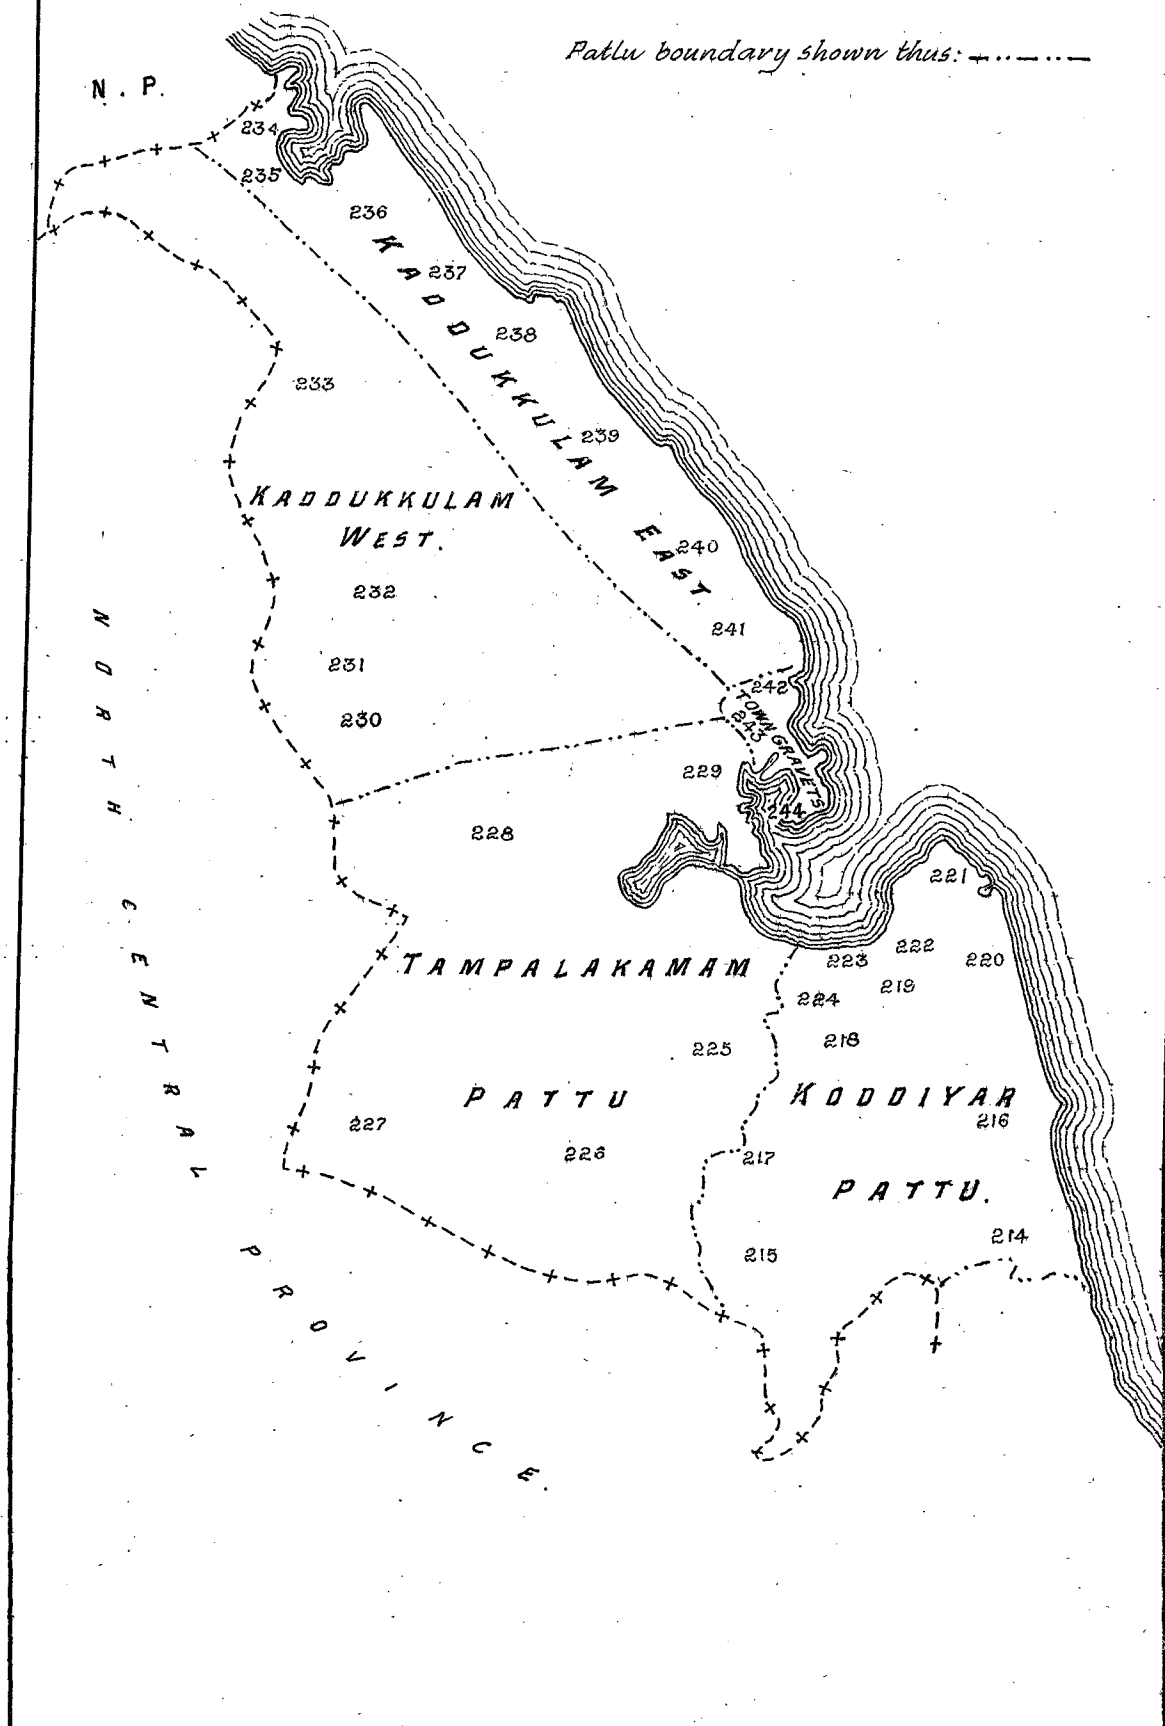 Pattu boundary shown thus:
N. P.
234
235
236
KADDUKKULAM EAST.
237
238
233
239
KADDUKKULAM
WEST.
240
232
241
231
242
230
TOWN GRAVETS
243
229
244
228
221
222
TAMPALAKAMAM
223
220
219
224
218
225
PATTU
KODDIYAR
216
227
226
217
PATTU.
214
215
NORTH CENTRAL PROVINCE.